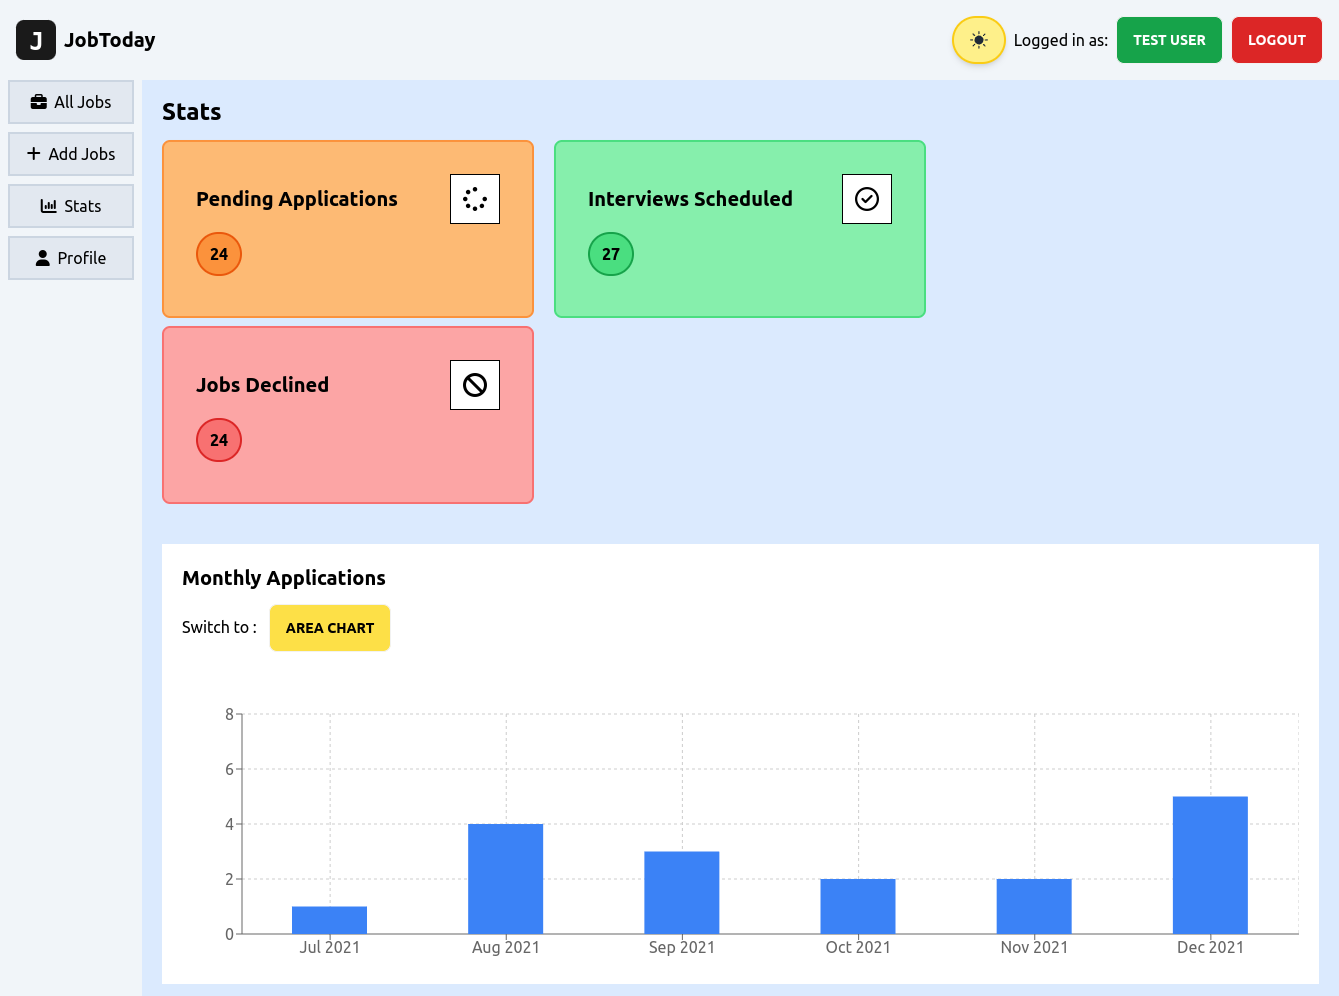 J JobToday
Logged in as: TEST USER LOGOUT
All Jobs
Add Jobs
Stats
Profile
Stats
Pending Applications
24
Interviews Scheduled
27
Jobs Declined
24
Monthly Applications
Switch to : AREA CHART
8
6
4
2
0
Jul 2021 Aug 2021 Sep 2021 Oct 2021 Nov 2021 Dec 2021